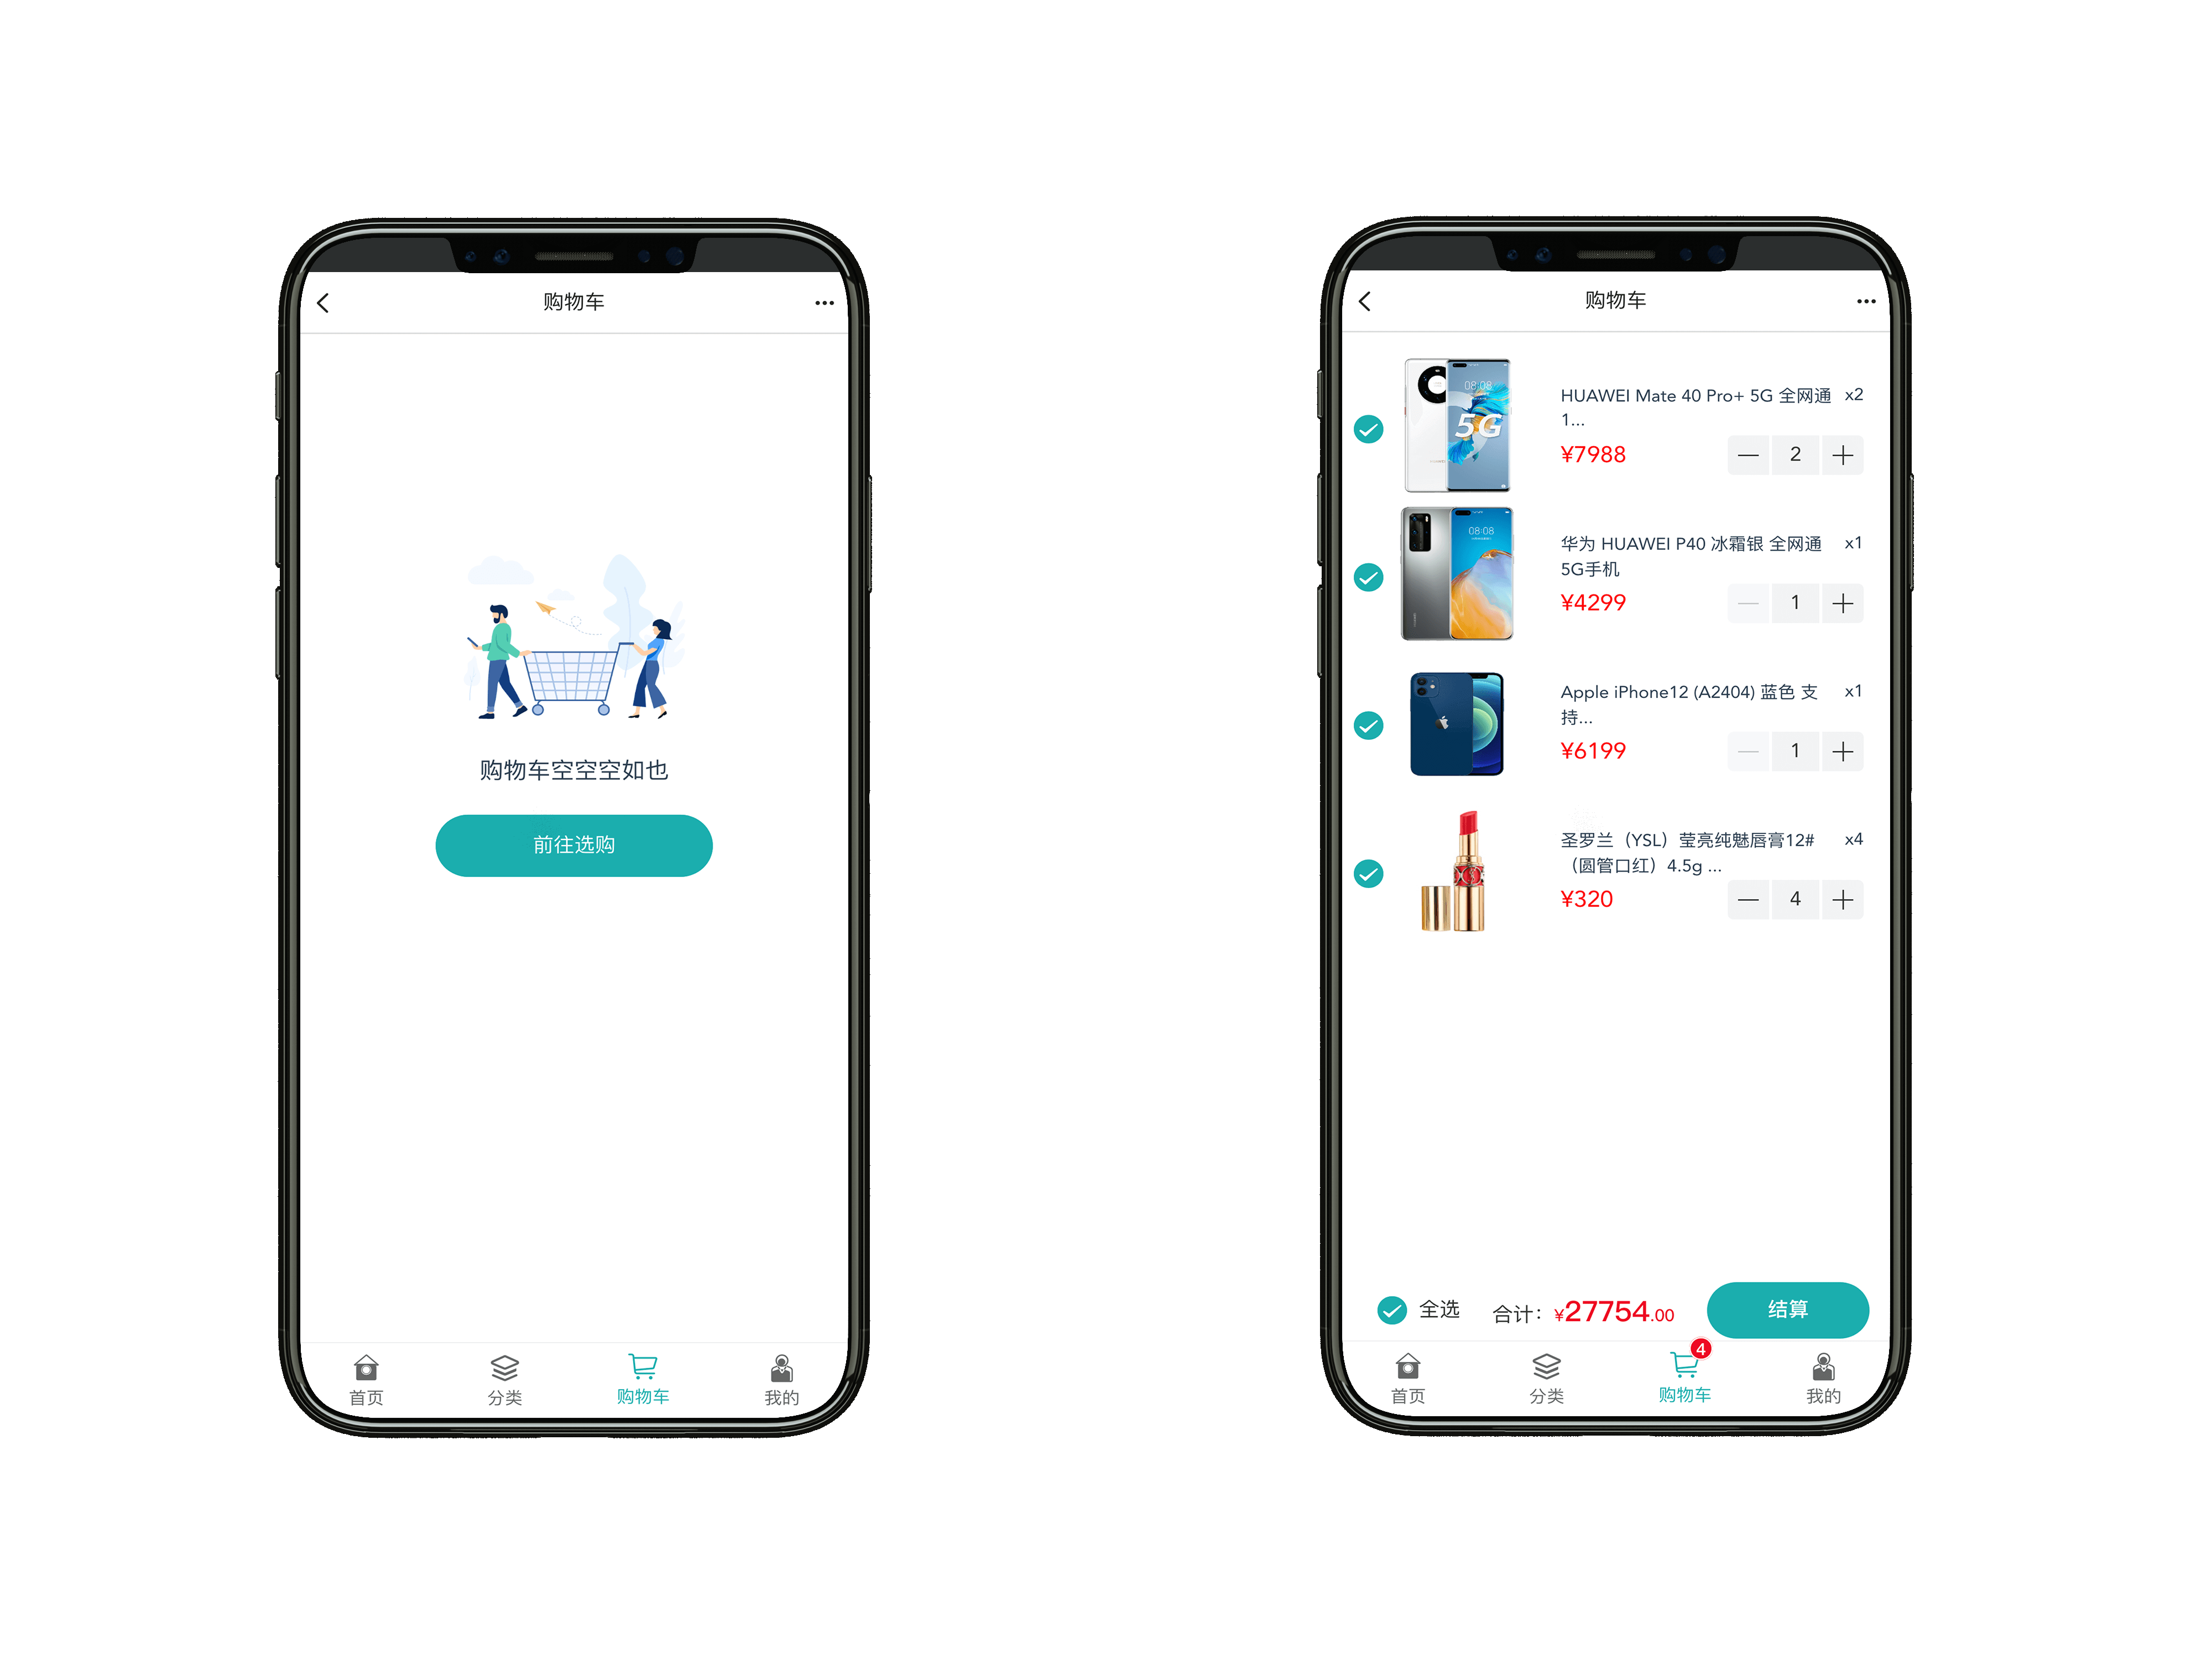 购物车
购物车空空空如也
前往选购
首页
分类
购物车
我的
购物车
HUAWEI Mate 40 Pro+ 5G 全网通 x2
1...
¥7988
2
华为 HUAWEI P40 冰霜银 全网通 x1
5G手机
¥4299
1
Apple iPhone12 (A2404) 蓝色 支 x1
持...
¥6199
1
圣罗兰（YSL）莹亮纯魅唇膏12# x4
（圆管口红）4.5g ...
¥320
4
08:08
5G
08:08
全选
合计：¥27754.00
结算
4
首页
分类
购物车
我的